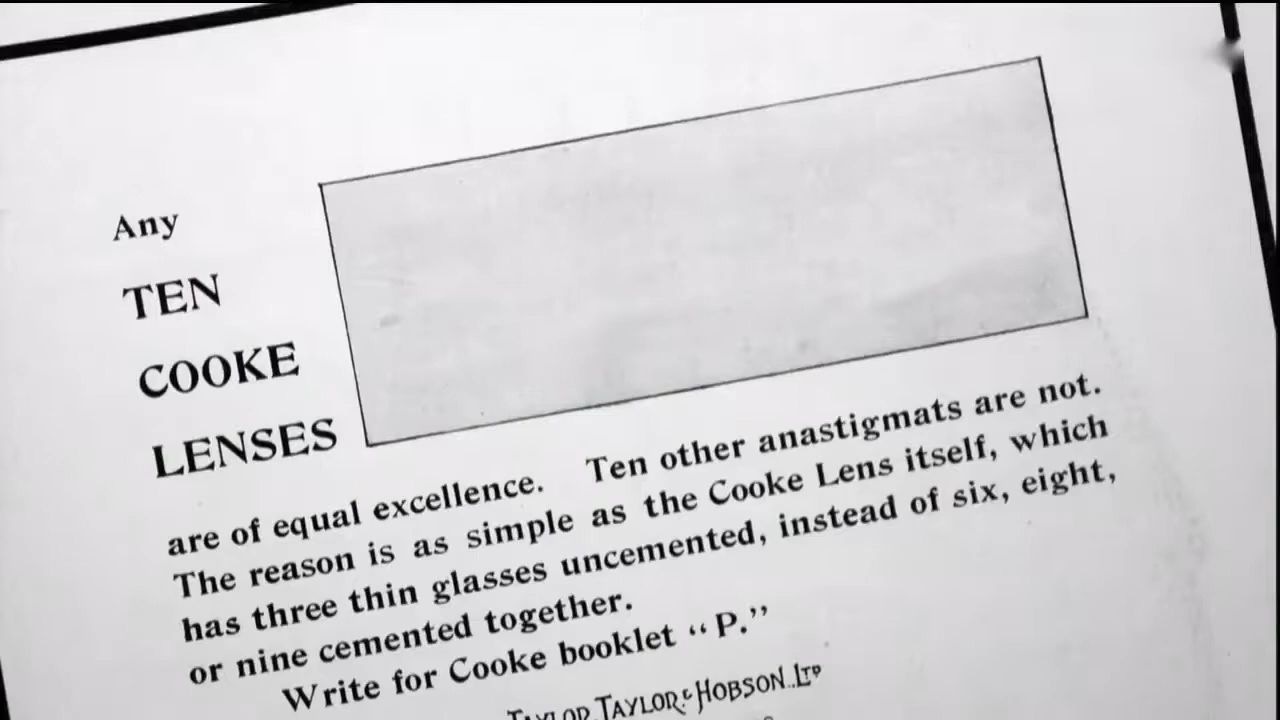 Any
TEN
COOKE
LENSES
are of equal excellence. Ten other anastigmats are not.
The reason is as simple as the Cooke Lens itself, which
has three thin glasses uncemented, instead of six, eight,
or nine cemented together.
Write for Cooke booklet “P.”
TAYLOR, TAYLOR & HOBSON, LTD